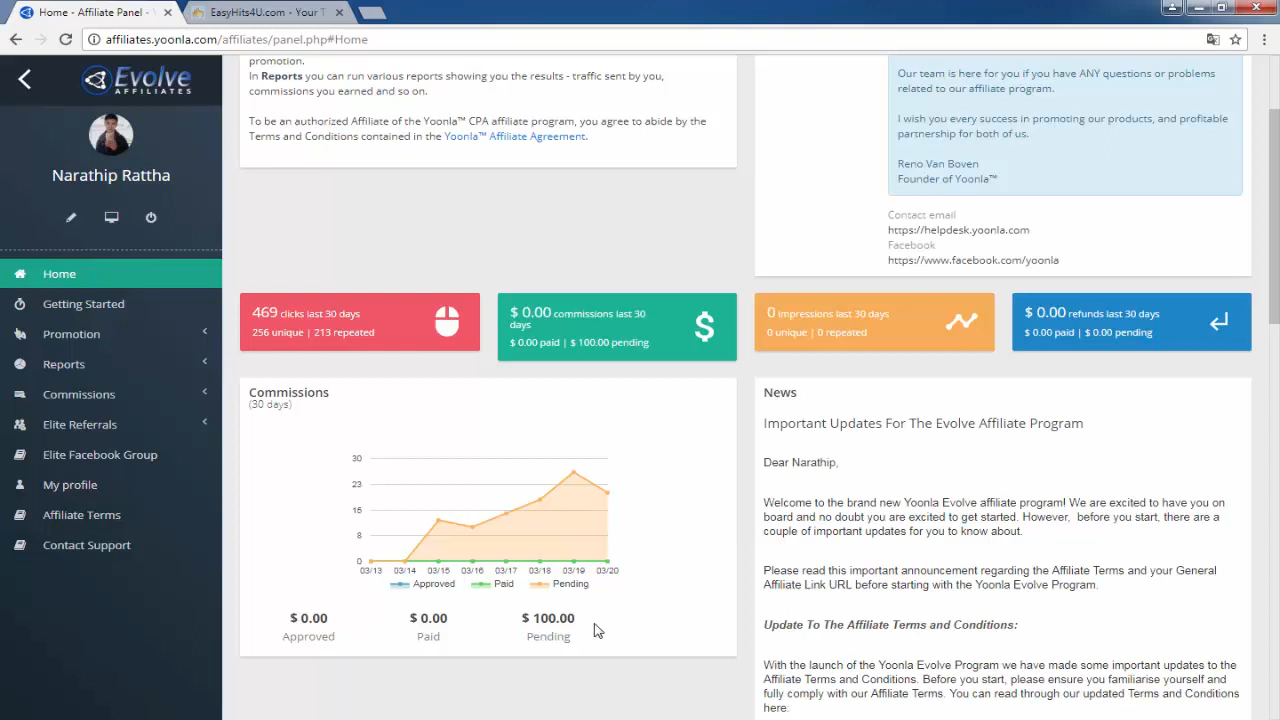 Home - Affiliate Panel -
EasyHits4U.com - Your T
affiliates.yoonla.com/affiliates/panel.php#Home
Evolve
AFFILIATES
Narathip Rattha
Home
Getting Started
Promotion
Reports
Commissions
Elite Referrals
Elite Facebook Group
My profile
Affiliate Terms
Contact Support
promotion.
In Reports you can run various reports showing you the results - traffic sent by you,
commissions you earned and so on.
To be an authorized Affiliate of the Yoonla™ CPA affiliate program, you agree to abide by the
Terms and Conditions contained in the Yoonla™ Affiliate Agreement.
Our team is here for you if you have ANY questions or problems
related to our affiliate program.
I wish you every success in promoting our products, and profitable
partnership for both of us.
Reno Van Boven
Founder of Yoonla™
Contact email
https://helpdesk.yoonla.com
Facebook
https://www.facebook.com/yoonla
469 clicks last 30 days
256 unique | 213 repeated
$ 0.00 commissions last 30
days
$ 0.00 paid | $ 100.00 pending
0 impressions last 30 days
0 unique | 0 repeated
$ 0.00 refunds last 30 days
$ 0.00 paid | $ 0.00 pending
Commissions
(30 days)
30
23
15
8
0
03/13 03/14 03/15 03/16 03/17 03/18 03/19 03/20
Approved Paid Pending
$ 0.00 $ 0.00 $ 100.00
Approved Paid Pending
News
Important Updates For The Evolve Affiliate Program
Dear Narathip,
Welcome to the brand new Yoonla Evolve affiliate program! We are excited to have you on
board and no doubt you are excited to get started. However, before you start, there are a
couple of important updates for you to know about.
Please read this important announcement regarding the Affiliate Terms and your General
Affiliate Link URL before starting with the Yoonla Evolve Program.
Update To The Affiliate Terms and Conditions:
With the launch of the Yoonla Evolve Program we have made some important updates to the
Affiliate Terms and Conditions. Before you start, please ensure you familiarise yourself and
fully comply with our Affiliate Terms. You can read through our updated Terms and Conditions
here: